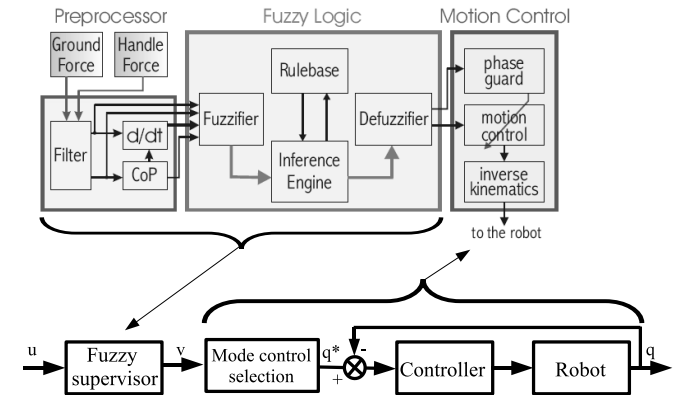 Preprocessor
Fuzzy Logic
Motion Control
Ground
Force
Handle
Force
Rulebase
phase
guard
Filter
d/dt
CoP
Fuzzifier
Defuzzifier
motion
control
Inference
Engine
inverse
kinematics
to the robot
u
Fuzzy
supervisor
v
Mode control
selection
q*
-
+
Controller
Robot
q